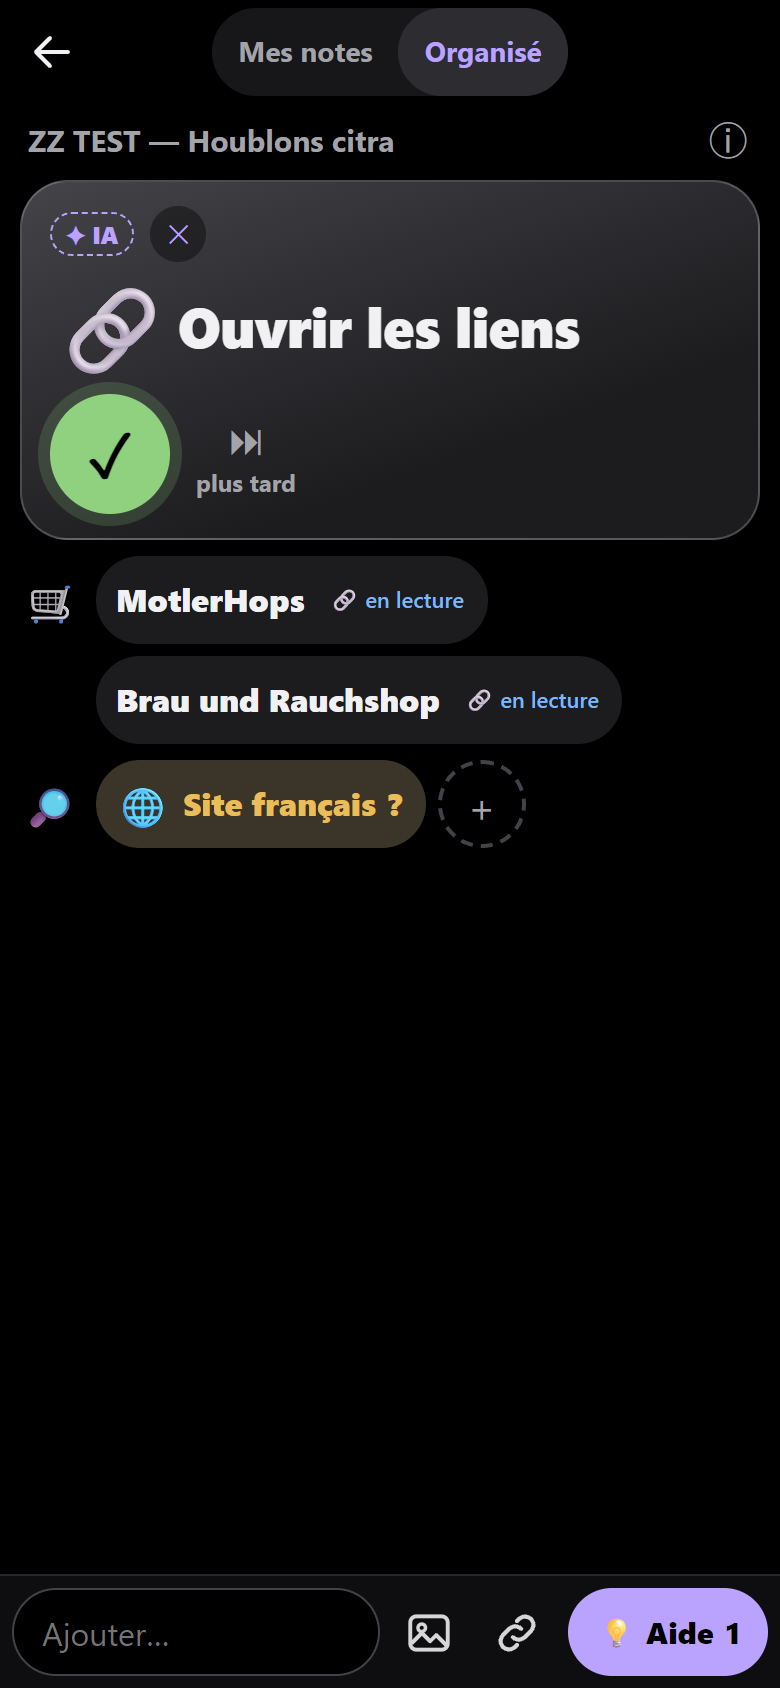 Mes notes
Organisé
ZZ TEST — Houblons citra
IA
Ouvrir les liens
plus tard
MotlerHops en lecture
Brau und Rauchshop en lecture
Site français ?
+
Ajouter...
Aide 1